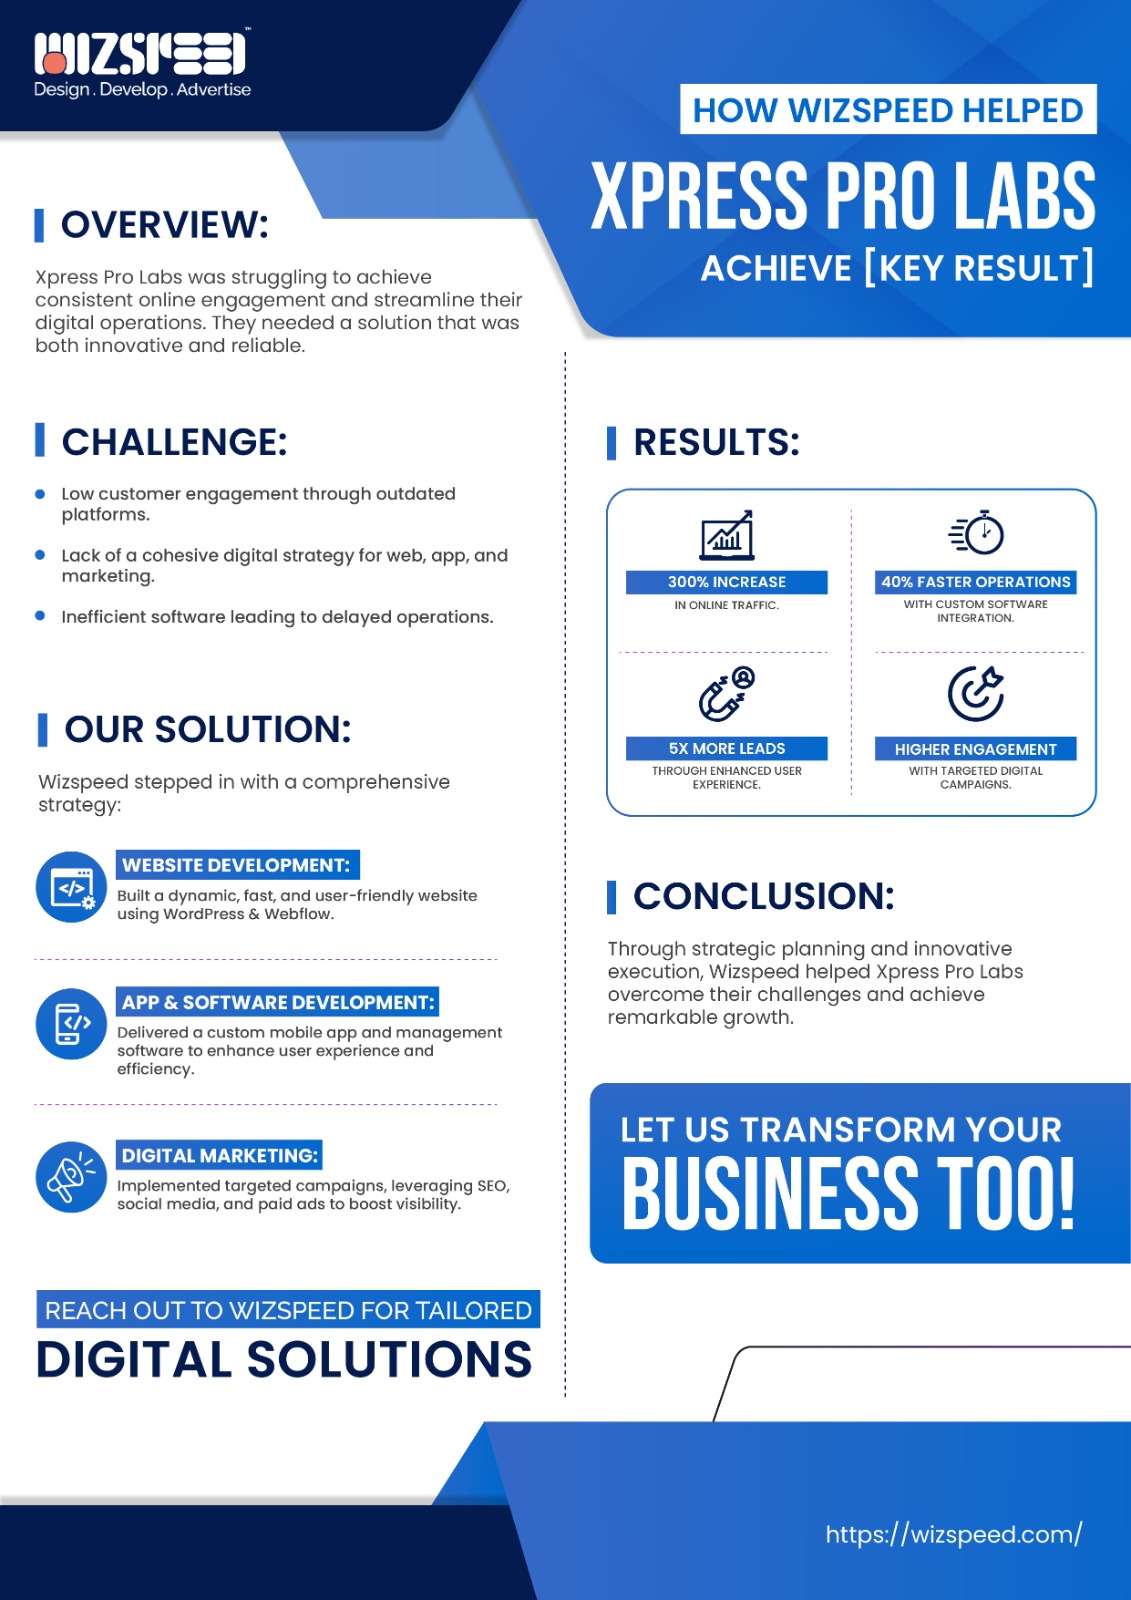 WIZSPEED ™
Design . Develop . Advertise
HOW WIZSPEED HELPED
XPRESS PRO LABS
ACHIEVE [KEY RESULT]
OVERVIEW:
Xpress Pro Labs was struggling to achieve
consistent online engagement and streamline their
digital operations. They needed a solution that was
both innovative and reliable.
CHALLENGE:
Low customer engagement through outdated
platforms.
Lack of a cohesive digital strategy for web, app, and
marketing.
Inefficient software leading to delayed operations.
OUR SOLUTION:
Wizspeed stepped in with a comprehensive
strategy:
WEBSITE DEVELOPMENT:
Built a dynamic, fast, and user-friendly website
using WordPress & Webflow.
APP & SOFTWARE DEVELOPMENT:
Delivered a custom mobile app and management
software to enhance user experience and
efficiency.
DIGITAL MARKETING:
Implemented targeted campaigns, leveraging SEO,
social media, and paid ads to boost visibility.
REACH OUT TO WIZSPEED FOR TAILORED
DIGITAL SOLUTIONS
RESULTS:
300% INCREASE
IN ONLINE TRAFFIC.
40% FASTER OPERATIONS
WITH CUSTOM SOFTWARE
INTEGRATION.
5X MORE LEADS
THROUGH ENHANCED USER
EXPERIENCE.
HIGHER ENGAGEMENT
WITH TARGETED DIGITAL
CAMPAIGNS.
CONCLUSION:
Through strategic planning and innovative
execution, Wizspeed helped Xpress Pro Labs
overcome their challenges and achieve
remarkable growth.
LET US TRANSFORM YOUR
BUSINESS TOO!
https://wizspeed.com/